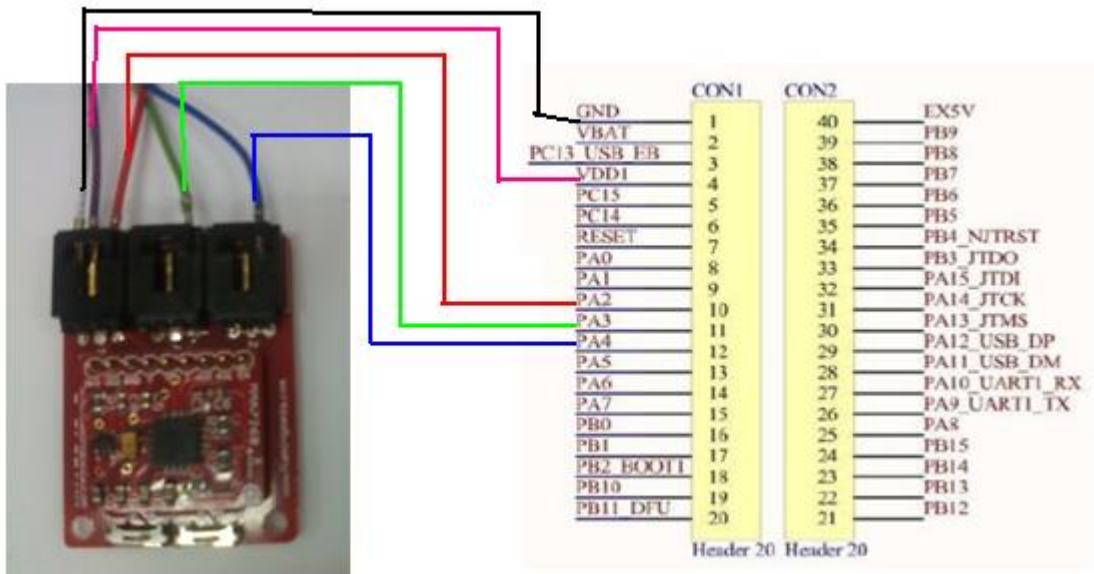 CON1 CON2
GND 1 40 EX5V
VBAT 2 39 PB9
PC13_USB_EB 3 38 PB8
VDD1 4 37 PB7
PC15 5 36 PB6
PC14 6 35 PB5
RESET 7 34 PB4_NJTRST
PA0 8 33 PB3_JTDO
PA1 9 32 PA15_JTDI
PA2 10 31 PA14_JTCK
PA3 11 30 PA13_JTMS
PA4 12 29 PA12_USB_DP
PA5 13 28 PA11_USB_DM
PA6 14 27 PA10_UART1_RX
PA7 15 26 PA9_UART1_TX
PB0 16 25 PA8
PB1 17 24 PB15
PB2_BOOT1 18 23 PB14
PB10 19 22 PB13
PB11_DFU 20 21 PB12
Header 20 Header 20